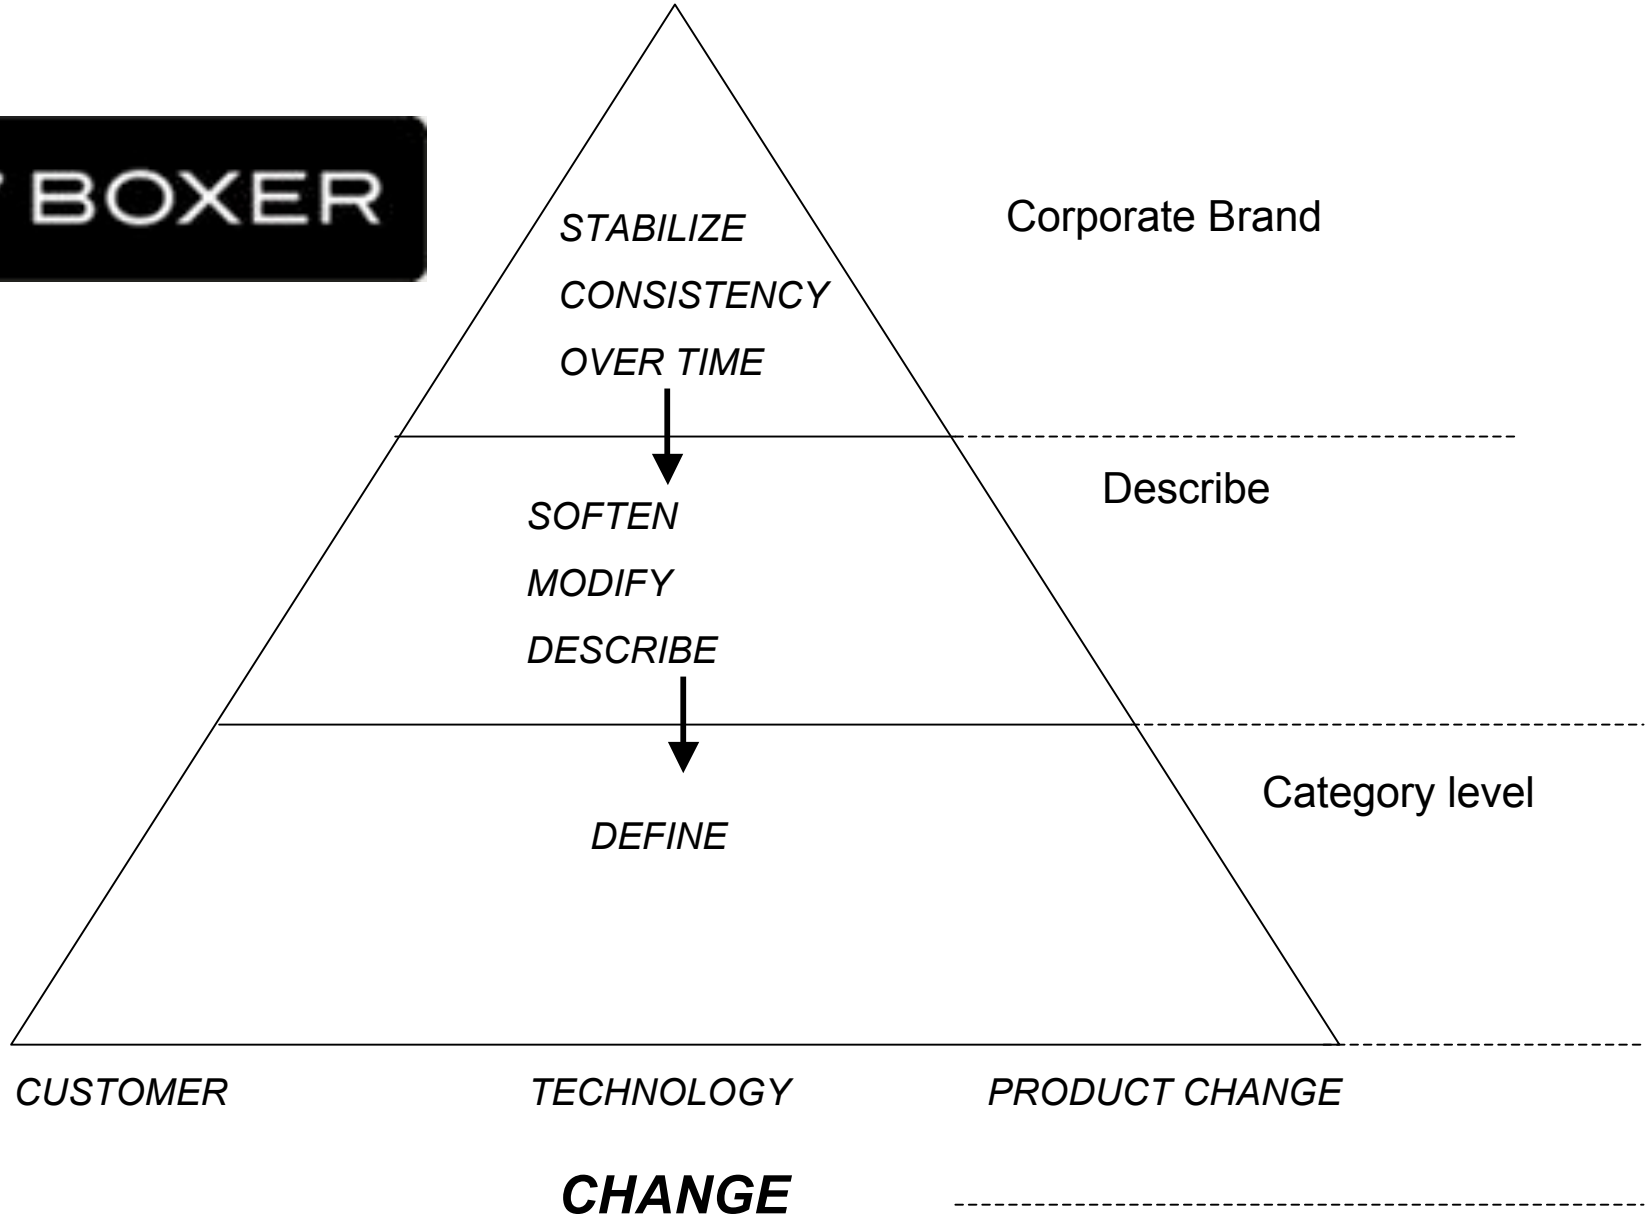 BOXER
STABILIZE
CONSISTENCY
OVER TIME
Corporate Brand
SOFTEN
MODIFY
DESCRIBE
Describe
DEFINE
Category level
CUSTOMER
TECHNOLOGY
PRODUCT CHANGE
CHANGE